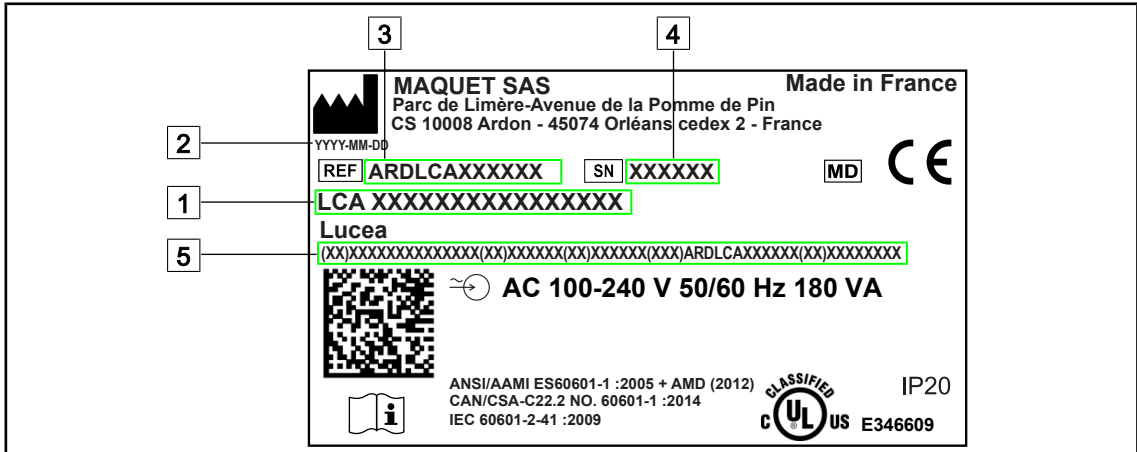 3 4
MAQUET SAS Made in France
Parc de Limère-Avenue de la Pomme de Pin
CS 10008 Ardon - 45074 Orléans cedex 2 - France
2 YYYY-MM-DD
REF ARDLCAXXXXXX SN XXXXXX MD CE
1 LCA XXXXXXXXXXXXXXXX
Lucea
5 (XX)XXXXXXXXXXXXXX(XX)XXXXXX(XX)XXXXXX(XXX)ARDLCAXXXXXX(XX)XXXXXXXX
AC 100-240 V 50/60 Hz 180 VA
ANSI/AAMI ES60601-1 :2005 + AMD (2012)
CAN/CSA-C22.2 NO. 60601-1 :2014
IEC 60601-2-41 :2009
i
CLASSIFIED
C UL ® US E346609
IP20